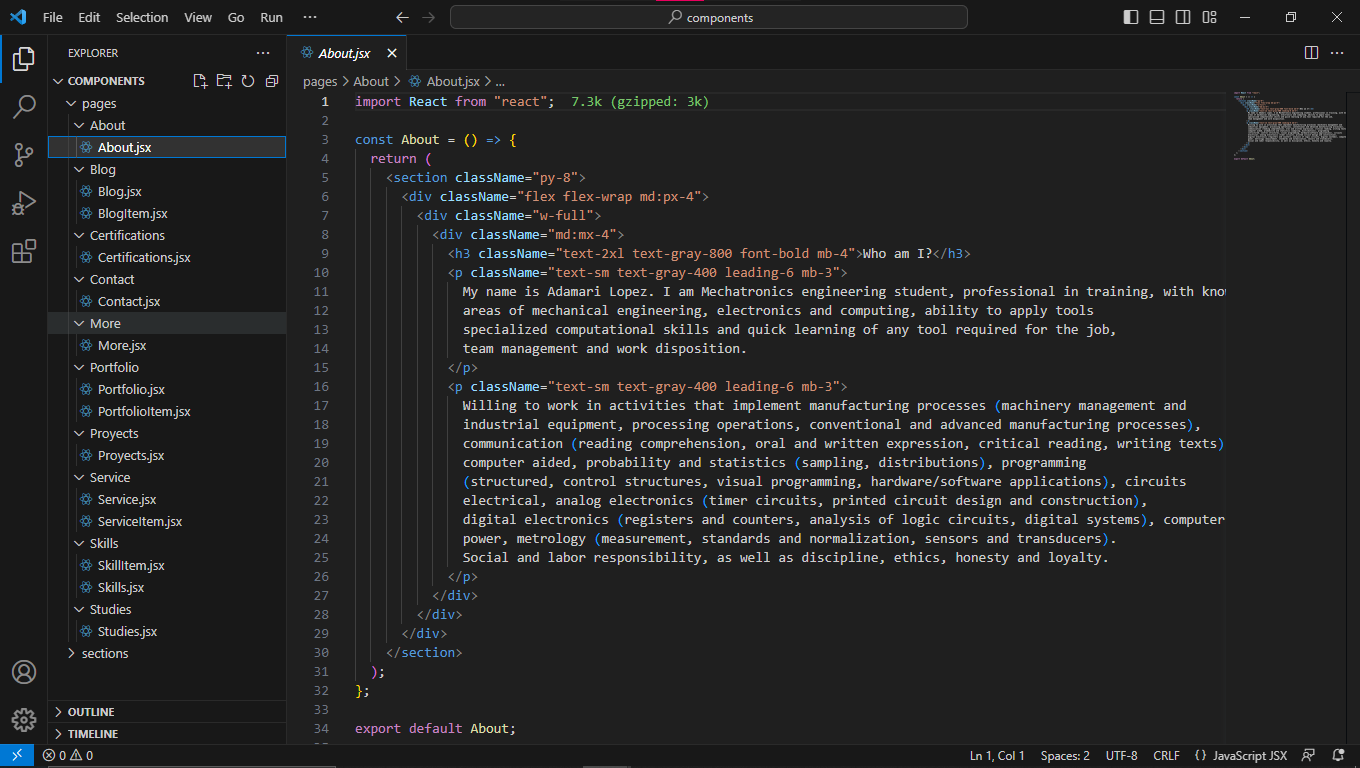 File Edit Selection View Go Run ···
components
EXPLORER
COMPONENTS
pages
About
About.jsx
Blog
Blog.jsx
BlogItem.jsx
Certifications
Certifications.jsx
Contact
Contact.jsx
More
More.jsx
Portfolio
Portfolio.jsx
PortfolioItem.jsx
Proyects
Proyects.jsx
Service
Service.jsx
ServiceItem.jsx
Skills
SkillItem.jsx
Skills.jsx
Studies
Studies.jsx
sections
OUTLINE
TIMELINE
About.jsx
pages > About > About.jsx > ...
1 import React from "react"; 7.3k (gzipped: 3k)
2
3 const About = () => {
4 return (
5 <section className="py-8">
6 <div className="flex flex-wrap md:px-4">
7 <div className="w-full">
8 <div className="md:mx-4">
9 <h3 className="text-2xl text-gray-800 font-bold mb-4">Who am I?</h3>
10 <p className="text-sm text-gray-400 leading-6 mb-3">
11 My name is Adamari Lopez. I am Mechatronics engineering student, professional in training, with kno
12 areas of mechanical engineering, electronics and computing, ability to apply tools
13 specialized computational skills and quick learning of any tool required for the job,
14 team management and work disposition.
15 </p>
16 <p className="text-sm text-gray-400 leading-6 mb-3">
17 Willing to work in activities that implement manufacturing processes (machinery management and
18 industrial equipment, processing operations, conventional and advanced manufacturing processes),
19 communication (reading comprehension, oral and written expression, critical reading, writing texts)
20 computer aided, probability and statistics (sampling, distributions), programming
21 (structured, control structures, visual programming, hardware/software applications), circuits
22 electrical, analog electronics (timer circuits, printed circuit design and construction),
23 digital electronics (registers and counters, analysis of logic circuits, digital systems), computer
24 power, metrology (measurement, standards and normalization, sensors and transducers).
25 Social and labor responsibility, as well as discipline, ethics, honesty and loyalty.
26 </p>
27 </div>
28 </div>
29 </div>
30 </section>
31 );
32 };
33
34 export default About;
0 0
Ln 1, Col 1 Spaces: 2 UTF-8 CRLF {} JavaScript JSX